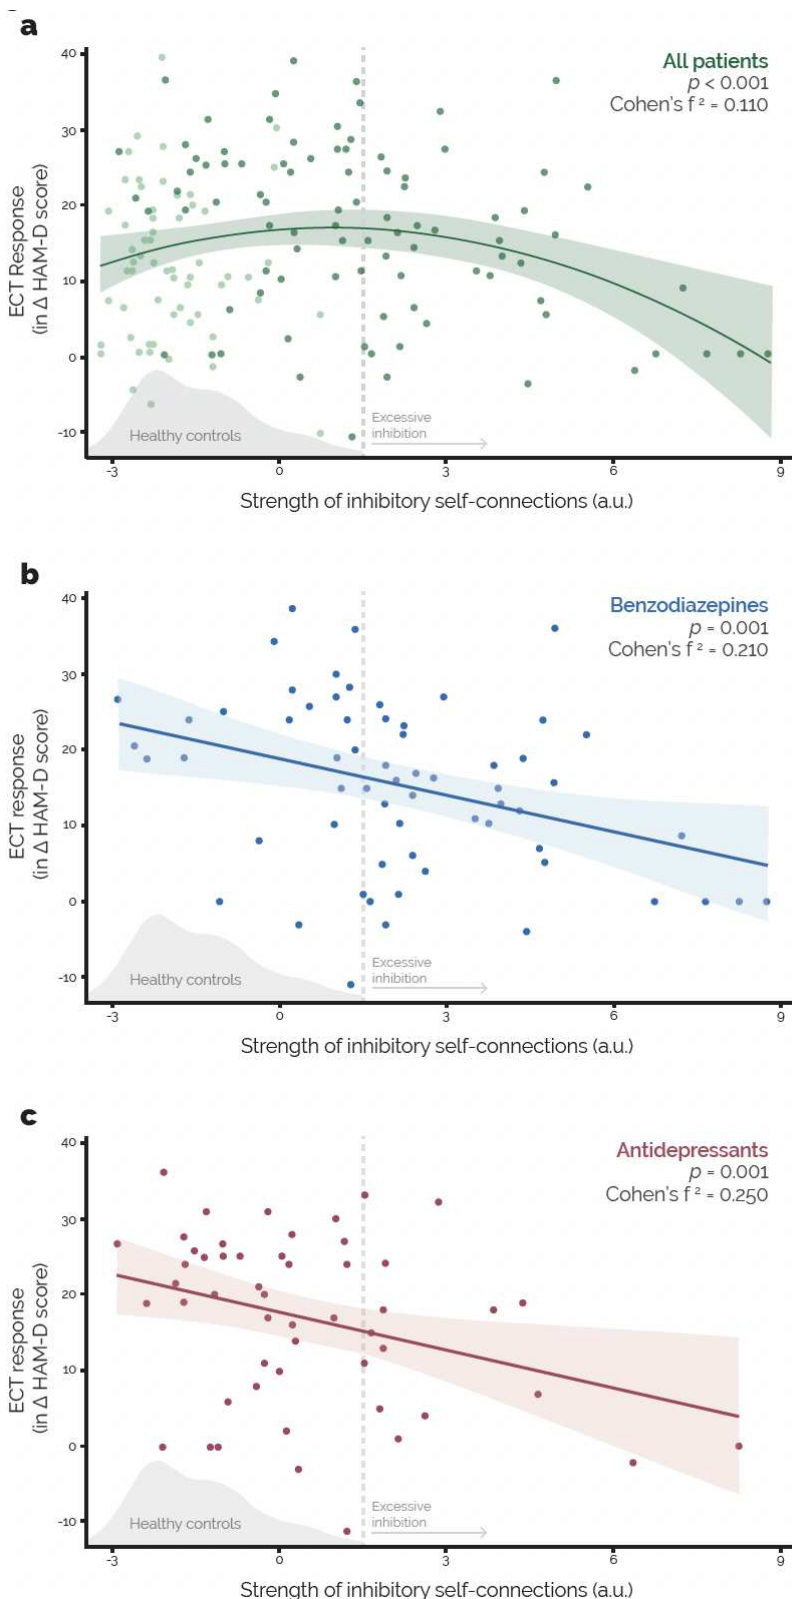 a
All patients
p < 0.001
Cohen's f ² = 0.110
ECT Response
(in Δ HAM-D score)
40
30
20
10
0
-10
Healthy controls
Excessive
inhibition
-3 0 3 6 9
Strength of inhibitory self-connections (a.u.)
b
Benzodiazepines
p = 0.001
Cohen's f ² = 0.210
ECT response
(in Δ HAM-D score)
40
30
20
10
0
-10
Healthy controls
Excessive
inhibition
-3 0 3 6 9
Strength of inhibitory self-connections (a.u.)
c
Antidepressants
p = 0.001
Cohen's f ² = 0.250
ECT response
(in Δ HAM-D score)
40
30
20
10
0
-10
Healthy controls
Excessive
inhibition
-3 0 3 6 9
Strength of inhibitory self-connections (a.u.)